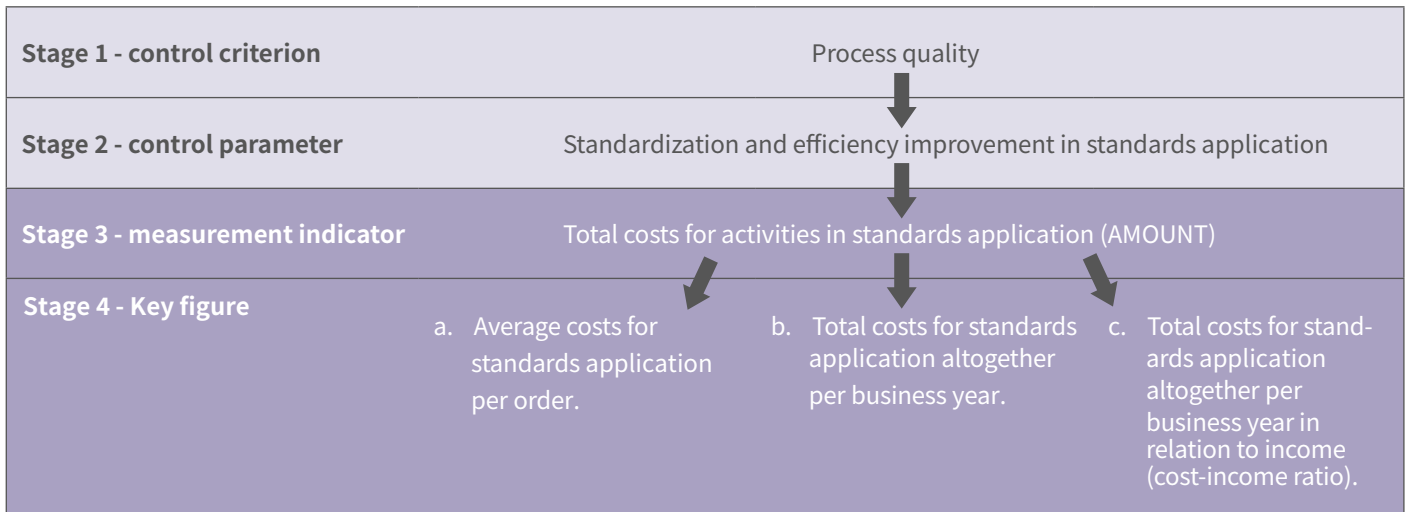 Stage 1 - control criterion
Process quality
Stage 2 - control parameter
Standardization and efficiency improvement in standards application
Stage 3 - measurement indicator
Total costs for activities in standards application (AMOUNT)
Stage 4 - Key figure
a. Average costs for
standards application
per order.
b. Total costs for standards
application altogether
per business year.
c. Total costs for stand-
ards application
altogether per
business year in
relation to income
(cost-income ratio).